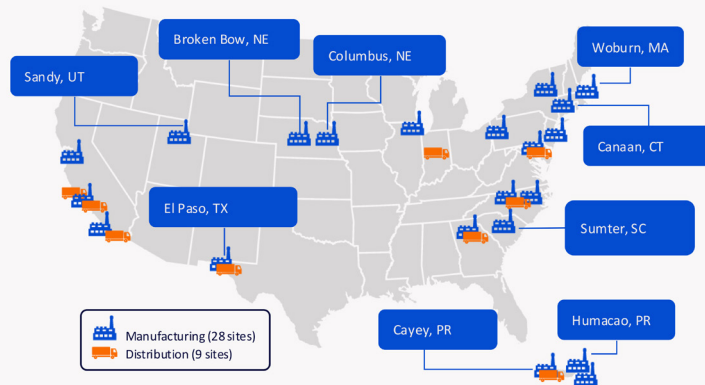 Broken Bow, NE
Columbus, NE
Woburn, MA
Sandy, UT
Canaan, CT
El Paso, TX
Sumter, SC
Manufacturing (28 sites)
Distribution (9 sites)
Cayey, PR
Humacao, PR